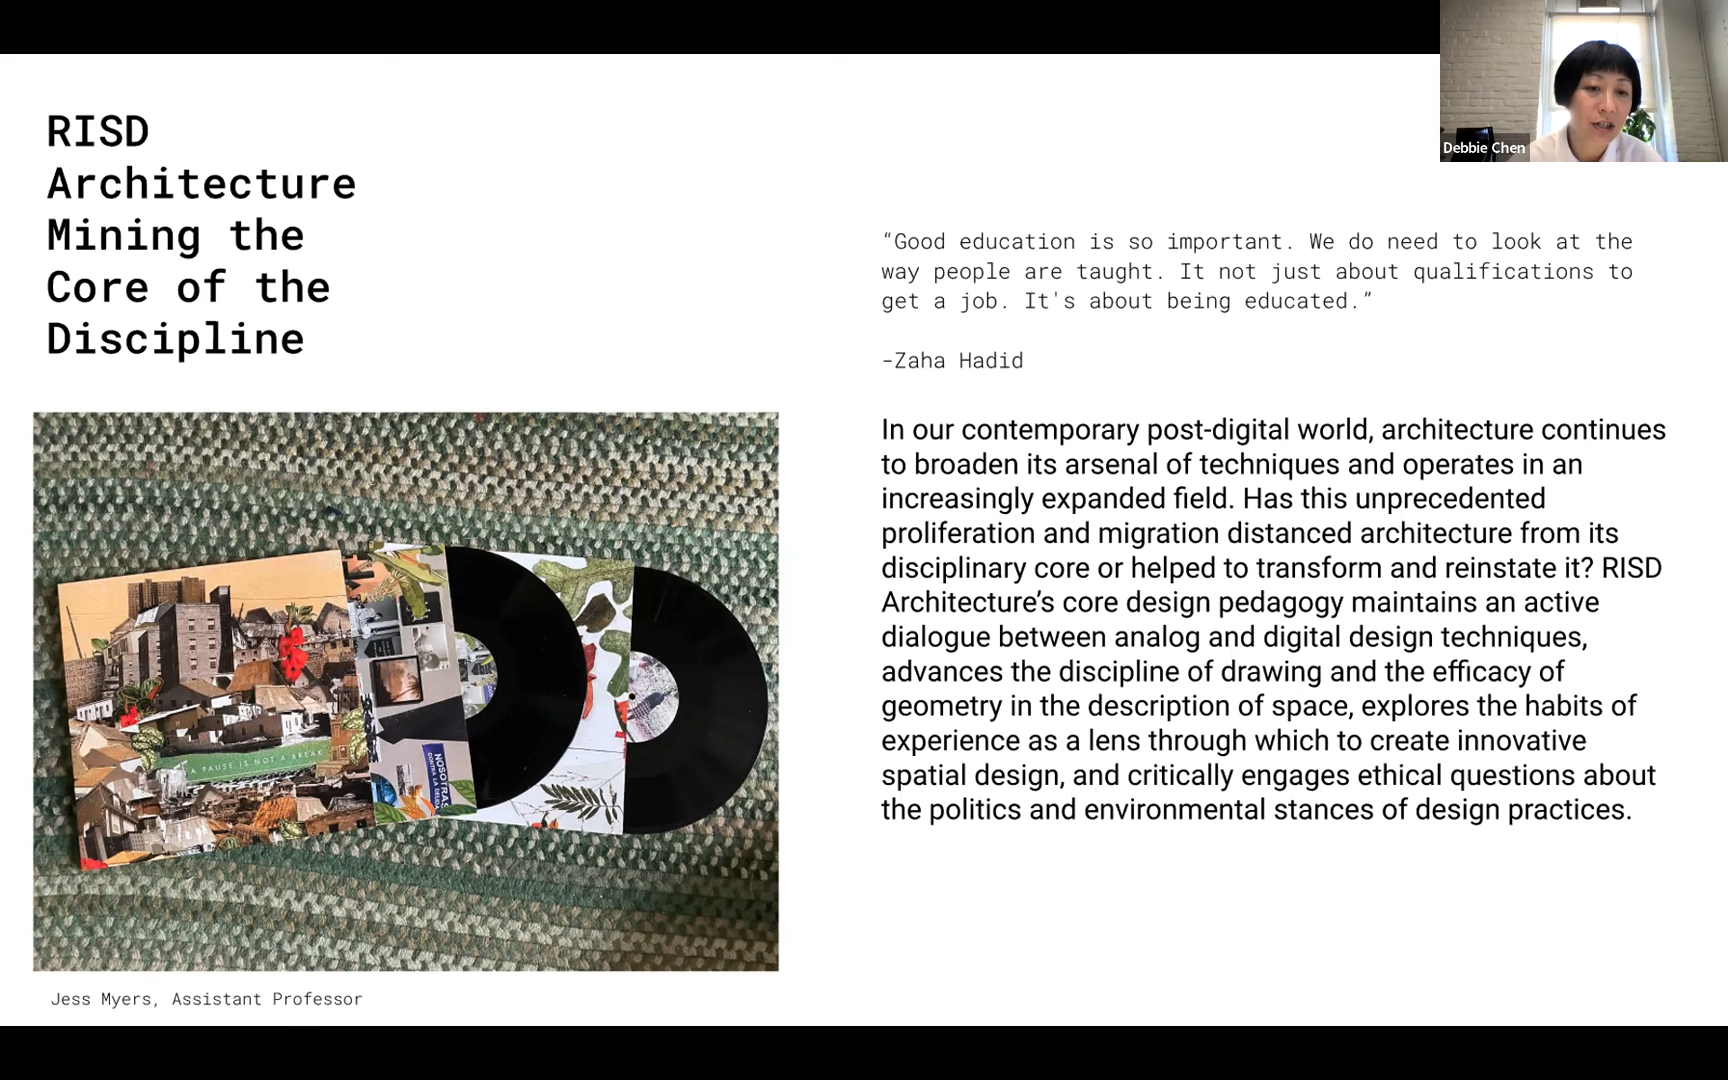 RISD
Architecture
Mining the
Core of the
Discipline
Debbie Chen
“Good education is so important. We do need to look at the
way people are taught. It not just about qualifications to
get a job. It's about being educated.”
–Zaha Hadid
In our contemporary post-digital world, architecture continues
to broaden its arsenal of techniques and operates in an
increasingly expanded field. Has this unprecedented
proliferation and migration distanced architecture from its
disciplinary core or helped to transform and reinstate it? RISD
Architecture’s core design pedagogy maintains an active
dialogue between analog and digital design techniques,
advances the discipline of drawing and the efficacy of
geometry in the description of space, explores the habits of
experience as a lens through which to create innovative
spatial design, and critically engages ethical questions about
the politics and environmental stances of design practices.
A PAUSE IS NOT A BREAK
NOSOTRAS
CONTRA LA DEUDA
Jess Myers, Assistant Professor